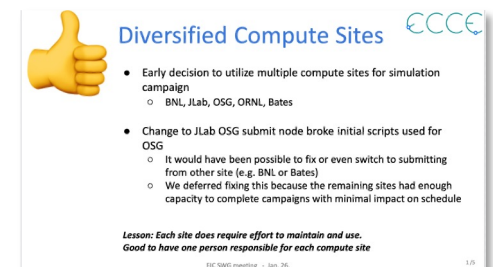 ECCE
Diversified Compute Sites
● Early decision to utilize multiple compute sites for simulation
campaign
○ BNL, JLab, OSG, ORNL, Bates
● Change to JLab OSG submit node broke initial scripts used for
OSG
○ It would have been possible to fix or even switch to submitting
from other site (e.g. BNL or Bates)
○ We deferred fixing this because the remaining sites had enough
capacity to complete campaigns with minimal impact on schedule
Lesson: Each site does require effort to maintain and use.
Good to have one person responsible for each compute site
EIC SWG meeting - Jan. 26
1/5